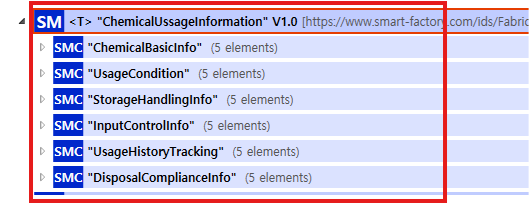 SM <T> "ChemicalUssageInformation" V1.0 [https://www.smart-factory.com/ids/Fabric
SMC "ChemicalBasicInfo" (5 elements)
SMC "UsageCondition" (5 elements)
SMC "StorageHandlingInfo" (5 elements)
SMC "InputControlInfo" (5 elements)
SMC "UsageHistoryTracking" (5 elements)
SMC "DisposalComplianceInfo" (5 elements)